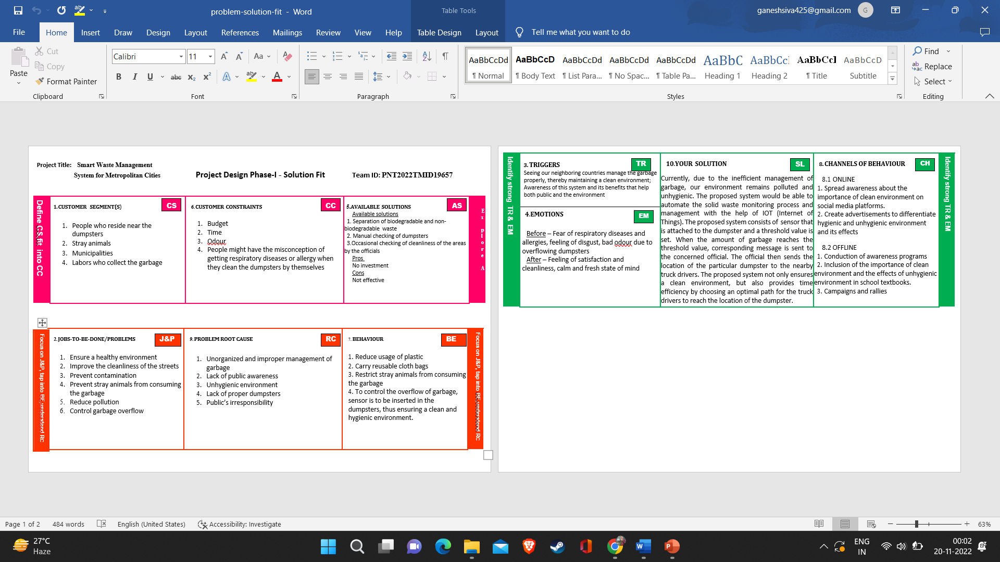 problem-solution-fit - Word
Table Tools
ganeshsiva425@gmail.com
G
File
Home
Insert
Draw
Design
Layout
References
Mailings
Review
View
Help
Table Design
Layout
Tell me what you want to do
Paste
Cut
Copy
Format Painter
Clipboard
Calibri
11
Font
Paragraph
AaBbCcDd
¶ Normal
AaBbCcD
¶ Body Text
AaBbCcDd
¶ List Para...
AaBbCcDd
¶ No Spac...
AaBbCcDd
¶ Table Pa...
AaBbC
Heading 1
AaBbCc
Heading 2
AaBbCcI
¶ Title
AaBbCcD
Subtitle
Styles
Find
Replace
Select
Editing
Project Title: Smart Waste Management
System for Metropolitan Cities
Project Design Phase-I - Solution Fit
Team ID: PNT2022TMID19657
Define CS, fit into CC
1.CUSTOMER SEGMENT(S)
CS
1. People who reside near the
dumpsters
2. Stray animals
3. Municipalities
4. Labors who collect the garbage
6.CUSTOMER CONSTRAINTS
CC
1. Budget
2. Time
3. Odour
4. People might have the misconception of
getting respiratory diseases or allergy when
they clean the dumpsters by themselves
5.AVAILABLE SOLUTIONS
AS
Available solutions
1. Separation of biodegradable and non-
biodegradable waste
2. Manual checking of dumpsters
3.Occasional checking of cleanliness of the areas
by the officials
Pros
No investment
Cons
Not effective
Ex
plore
A
Focus on J&P, tap into BE, understand RC
2.JOBS-TO-BE-DONE/PROBLEMS
J&P
1. Ensure a healthy environment
2. Improve the cleanliness of the streets
3. Prevent contamination
4. Prevent stray animals from consuming
the garbage
5. Reduce pollution
6. Control garbage overflow
9.PROBLEM ROOT CAUSE
RC
1. Unorganized and improper management of
garbage
2. Lack of public awareness
3. Unhygienic environment
4. Lack of proper dumpsters
5. Public’s irresponsibility
7. BEHAVIOUR
BE
1. Reduce usage of plastic
2. Carry reusable cloth bags
3. Restrict stray animals from consuming
the garbage
4. To control the overflow of garbage,
sensor is to be inserted in the
dumpsters, thus ensuring a clean and
hygienic environment.
Focus on J&P, tap into BE, understand RC
Identify strong TR & EM
3.TRIGGERS
TR
Seeing our neighboring countries manage the garbage
properly, thereby maintaining a clean environment;
Awareness of this system and its benefits that help
both public and the environment
4.EMOTIONS
EM
Before – Fear of respiratory diseases and
allergies, feeling of disgust, bad odour due to
overflowing dumpsters
After – Feeling of satisfaction and
cleanliness, calm and fresh state of mind
10.YOUR SOLUTION
SL
Currently, due to the inefficient management of
garbage, our environment remains polluted and
unhygienic. The proposed system would be able to
automate the solid waste monitoring process and
management with the help of IOT (Internet of
Things). The proposed system consists of sensor that
is attached to the dumpster and a threshold value is
set. When the amount of garbage reaches the
threshold value, corresponding message is sent to
the concerned official. The official then sends the
location of the particular dumpster to the nearby
truck drivers. The proposed system not only ensures
a clean environment, but also provides time
efficiency by choosing an optimal path for the truck
drivers to reach the location of the dumpster.
8.CHANNELS OF BEHAVIOUR
CH
8.1 ONLINE
1. Spread awareness about the
importance of clean environment on
social media platforms.
2. Create advertisements to differentiate
hygienic and unhygienic environment
and its effects
8.2 OFFLINE
1. Conduction of awareness programs
2. Inclusion of the importance of clean
environment and the effects of unhygienic
environment in school textbooks.
3. Campaigns and rallies
Identify strong TR & EM
Page 1 of 2
484 words
English (United States)
Accessibility: Investigate
63%
27°C
Haze
ENG
IN
00:02
20-11-2022